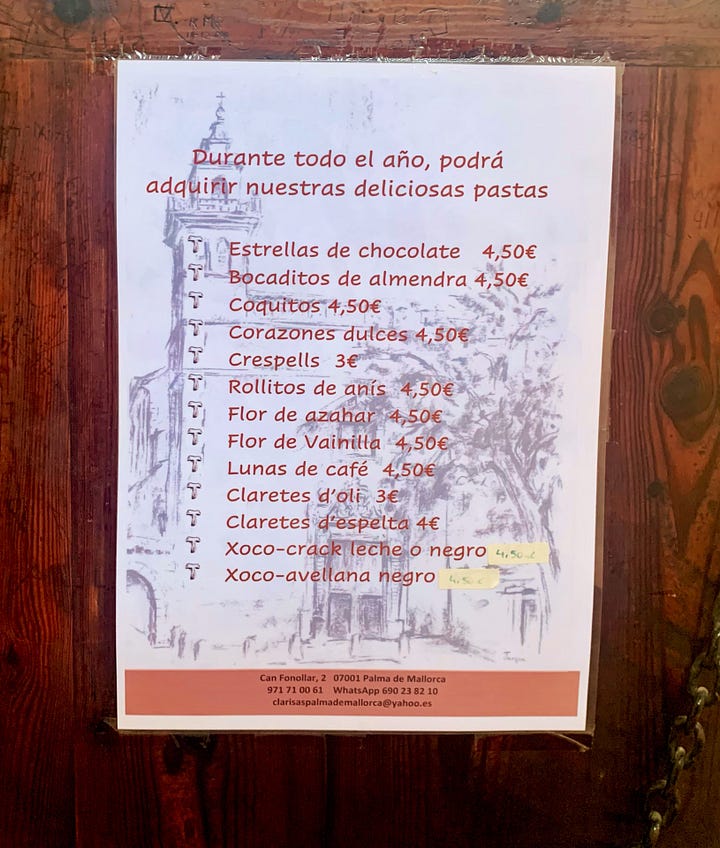 Durante todo el año, podrá
adquirir nuestras deliciosas pastas
Estrellas de chocolate 4,50€
Bocaditos de almendra 4,50€
Coquitos 4,50€
Corazones dulces 4,50€
Crespells 3€
Rollitos de anís 4,50€
Flor de azahar 4,50€
Flor de Vainilla 4,50€
Lunas de café 4,50€
Claretes d'oli 3€
Claretes d'espelta 4€
Xoco-crack leche o negro 4,50€
Xoco-avellana negro 4,50€
Can Fonollar, 2 07001 Palma de Mallorca
971 71 00 61 WhatsApp 690 23 82 10
clarisaspalmademallorca@yahoo.es